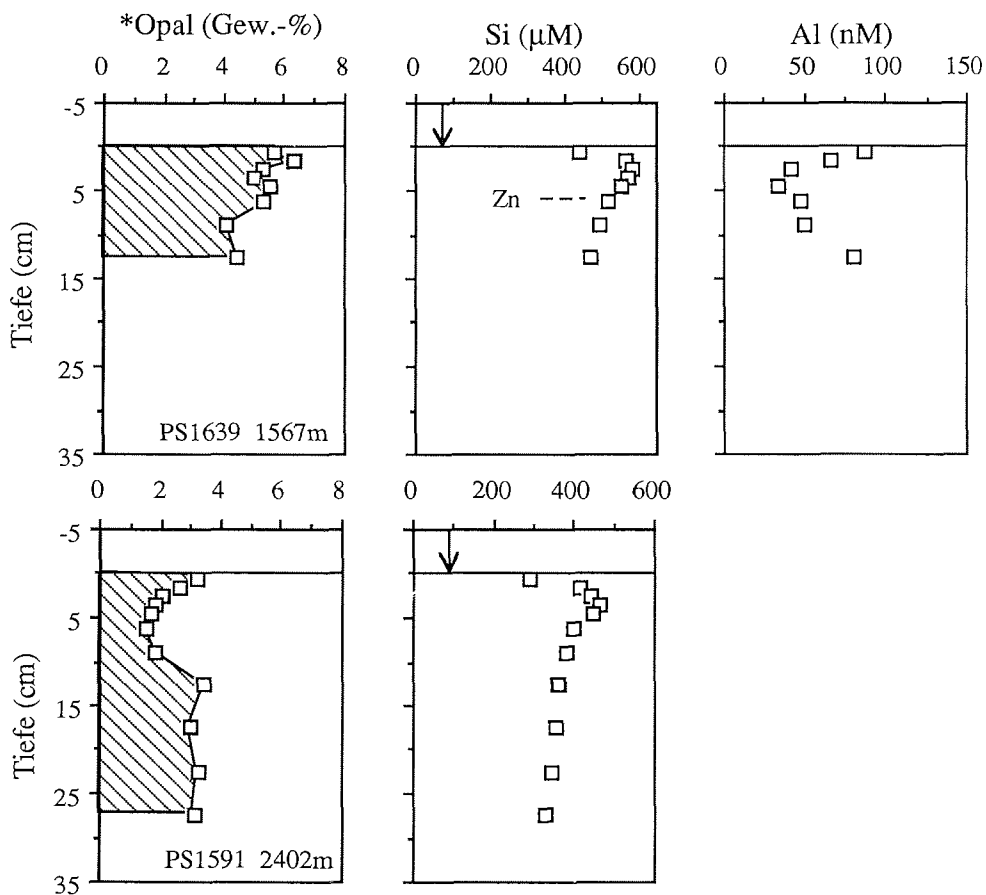 *Opal (Gew.-%)
Si (μM)
Al (nM)
0 2 4 6 8
0 200 400 600
0 50 100 150
-5
5
15
25
35
Tiefe (cm)
Zn
PS1639 1567m
0 2 4 6 8
0 200 400 600
-5
5
15
25
35
Tiefe (cm)
PS1591 2402m